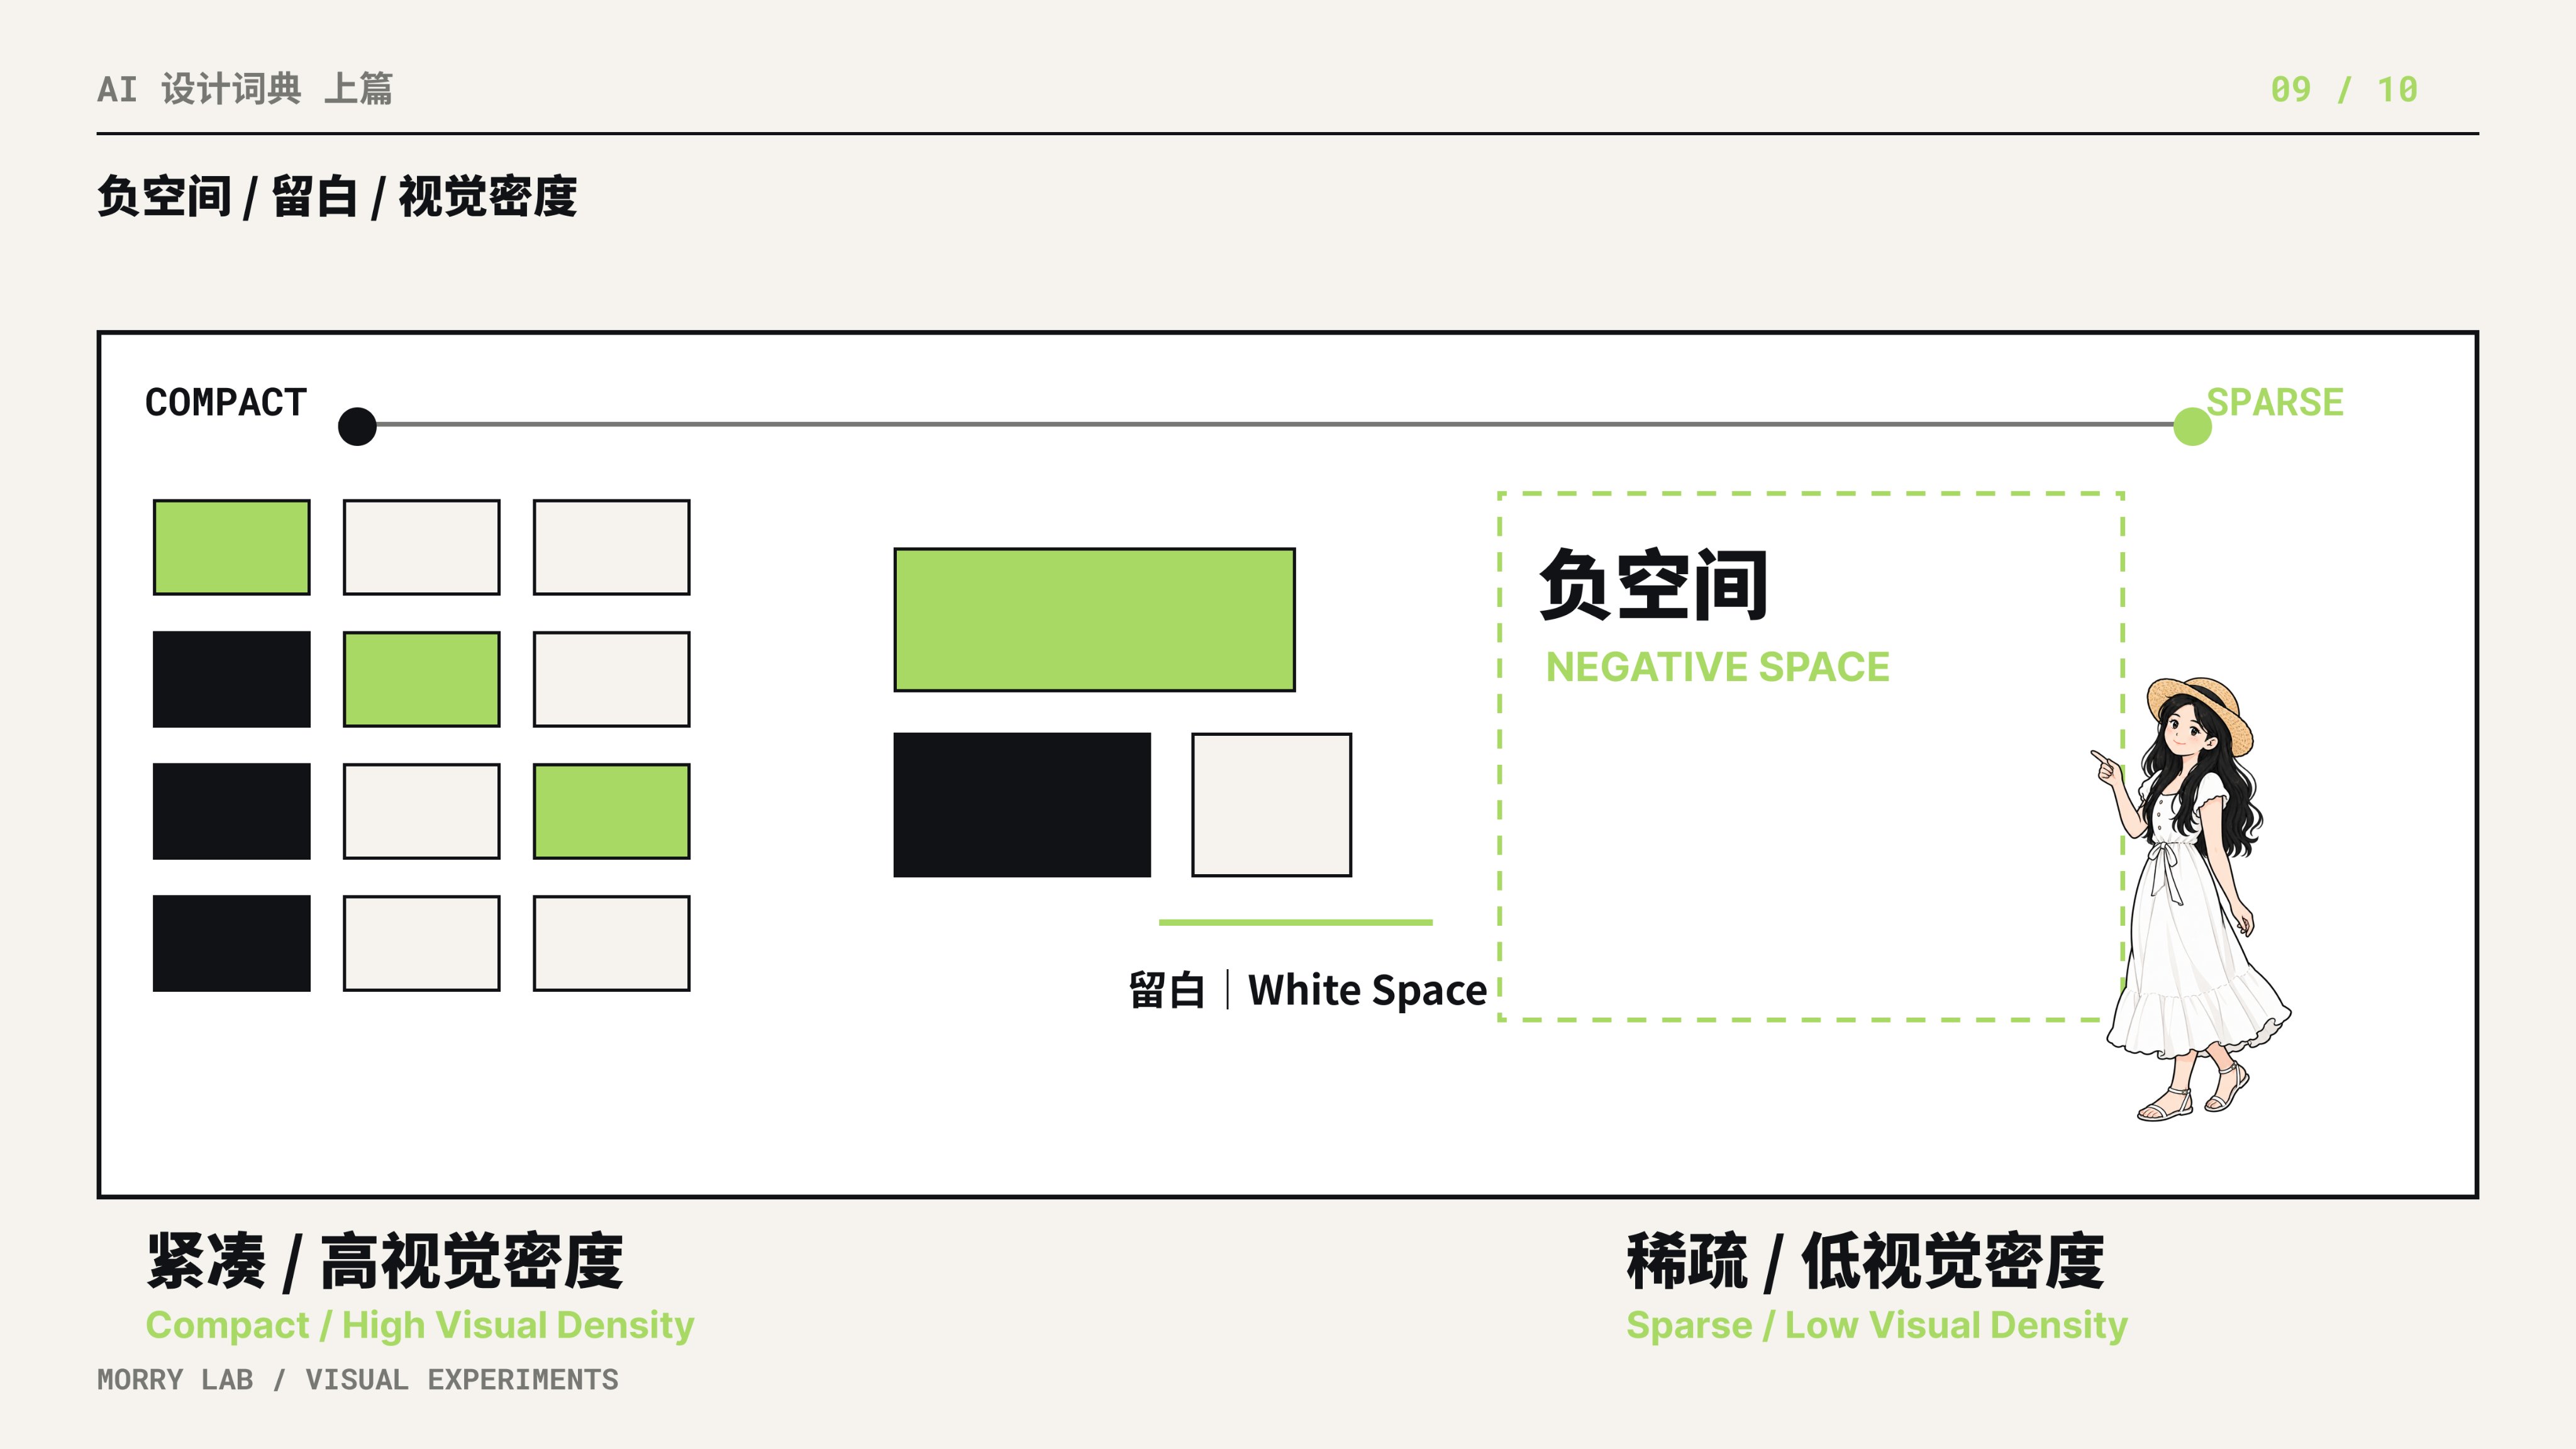 AI 设计词典 上篇
09 / 10
负空间 / 留白 / 视觉密度
COMPACT
SPARSE
负空间
NEGATIVE SPACE
留白｜White Space
紧凑 / 高视觉密度
Compact / High Visual Density
稀疏 / 低视觉密度
Sparse / Low Visual Density
MORRY LAB / VISUAL EXPERIMENTS